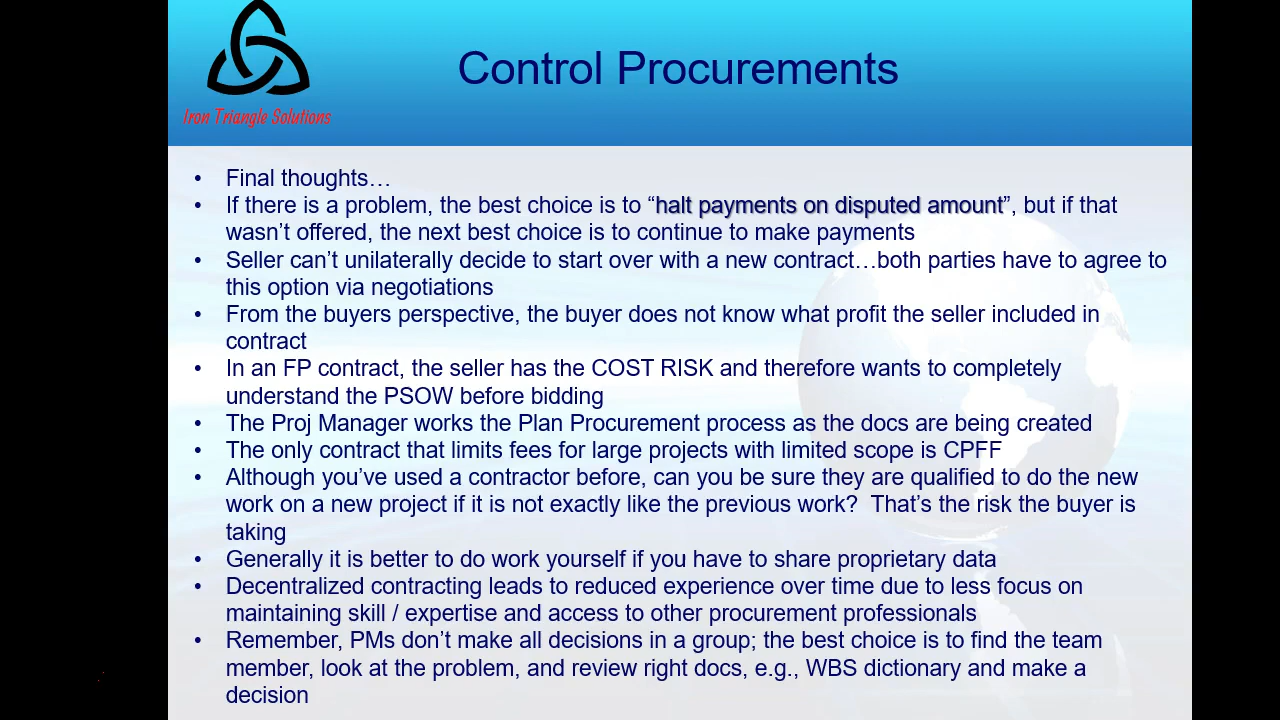 Control Procurements
Iron Triangle Solutions
• Final thoughts…
• If there is a problem, the best choice is to “halt payments on disputed amount”, but if that
wasn’t offered, the next best choice is to continue to make payments
• Seller can’t unilaterally decide to start over with a new contract…both parties have to agree to
this option via negotiations
• From the buyers perspective, the buyer does not know what profit the seller included in
contract
• In an FP contract, the seller has the COST RISK and therefore wants to completely
understand the PSOW before bidding
• The Proj Manager works the Plan Procurement process as the docs are being created
• The only contract that limits fees for large projects with limited scope is CPFF
• Although you’ve used a contractor before, can you be sure they are qualified to do the new
work on a new project if it is not exactly like the previous work?  That’s the risk the buyer is
taking
• Generally it is better to do work yourself if you have to share proprietary data
• Decentralized contracting leads to reduced experience over time due to less focus on
maintaining skill / expertise and access to other procurement professionals
• Remember, PMs don’t make all decisions in a group; the best choice is to find the team
member, look at the problem, and review right docs, e.g., WBS dictionary and make a
decision